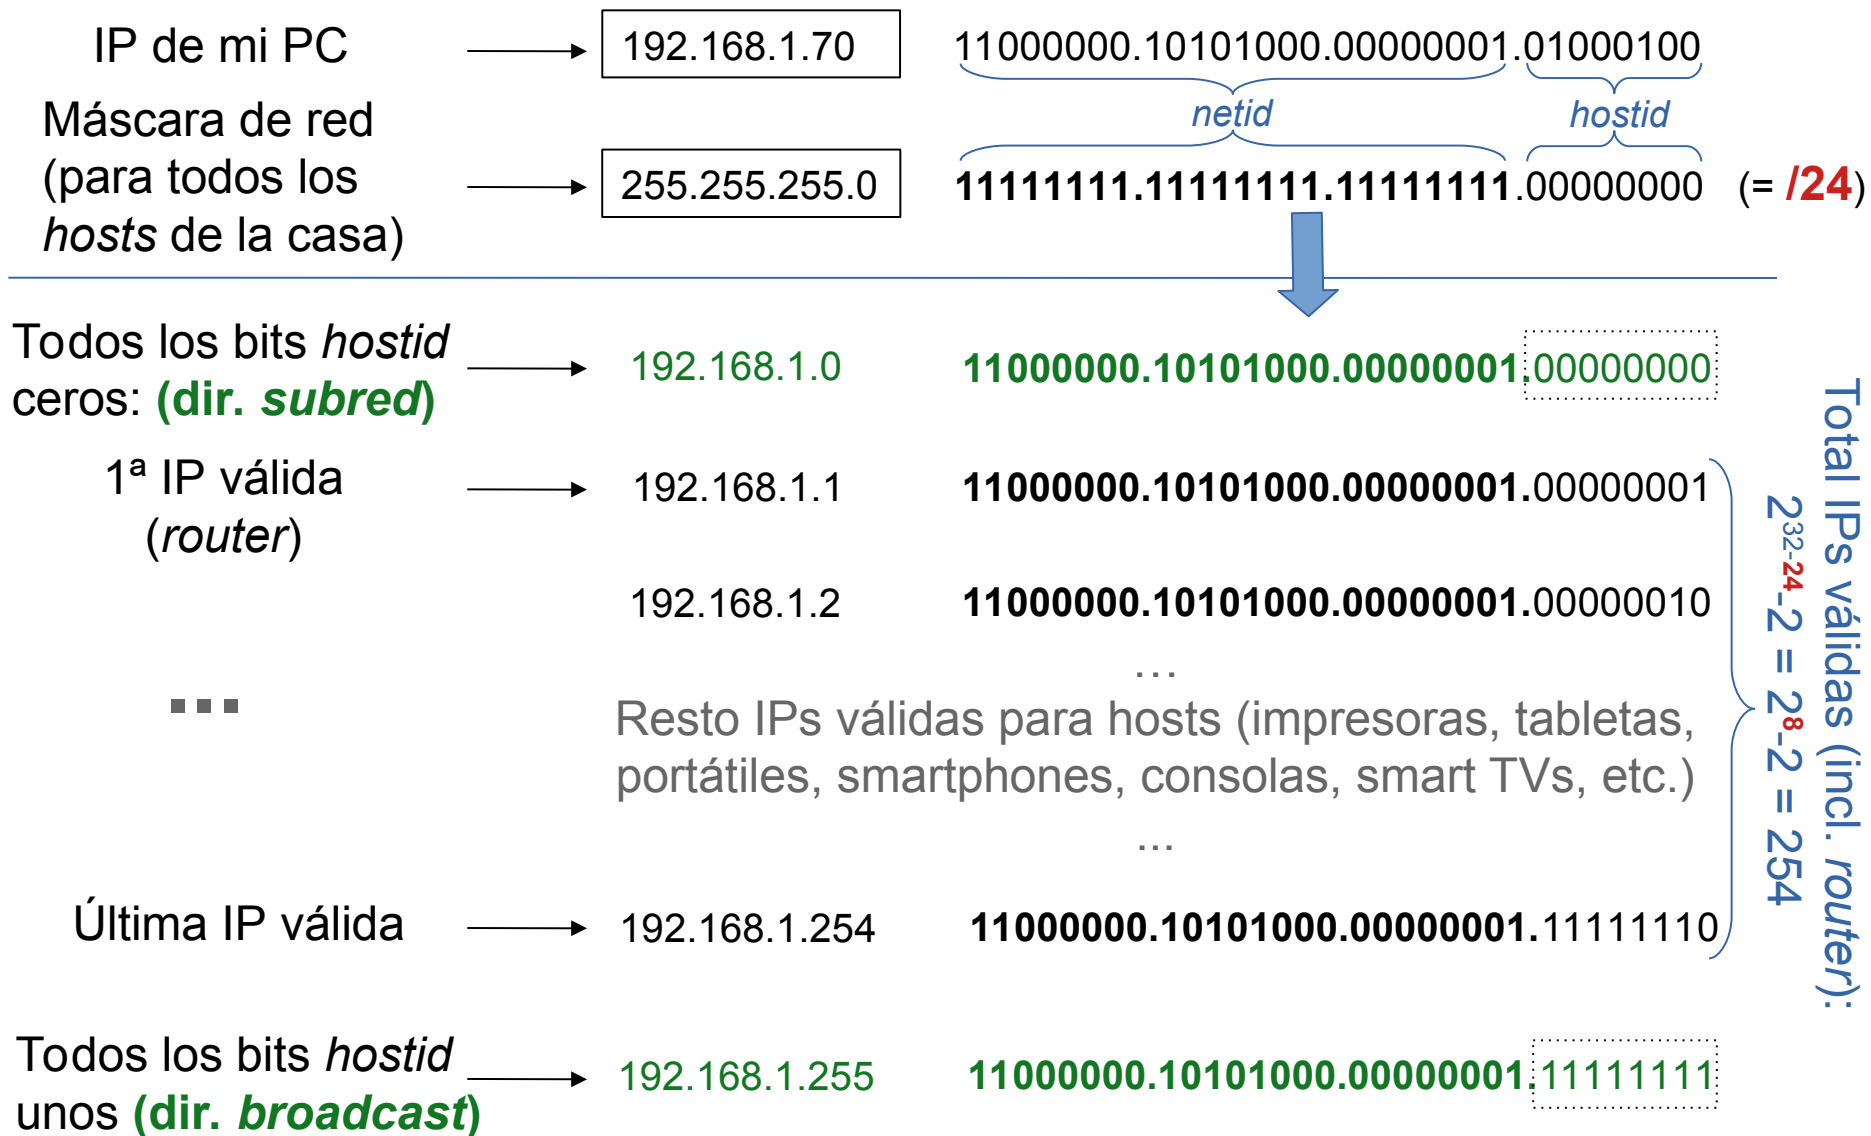 IP de mi PC
192.168.1.70
11000000.10101000.00000001.01000100
netid
hostid
Máscara de red
(para todos los
hosts de la casa)
255.255.255.0
11111111.11111111.11111111.00000000
(= /24)
Todos los bits hostid
ceros: (dir. subred)
192.168.1.0
11000000.10101000.00000001.00000000
1ª IP válida
(router)
192.168.1.1
11000000.10101000.00000001.00000001
192.168.1.2
11000000.10101000.00000001.00000010
...
...
Resto IPs válidas para hosts (impresoras, tabletas,
portátiles, smartphones, consolas, smart TVs, etc.)
...
Última IP válida
192.168.1.254
11000000.10101000.00000001.11111110
Total IPs válidas (incl. router):
2³²⁻²⁴-2 = 2⁸-2 = 254
Todos los bits hostid
unos (dir. broadcast)
192.168.1.255
11000000.10101000.00000001.11111111